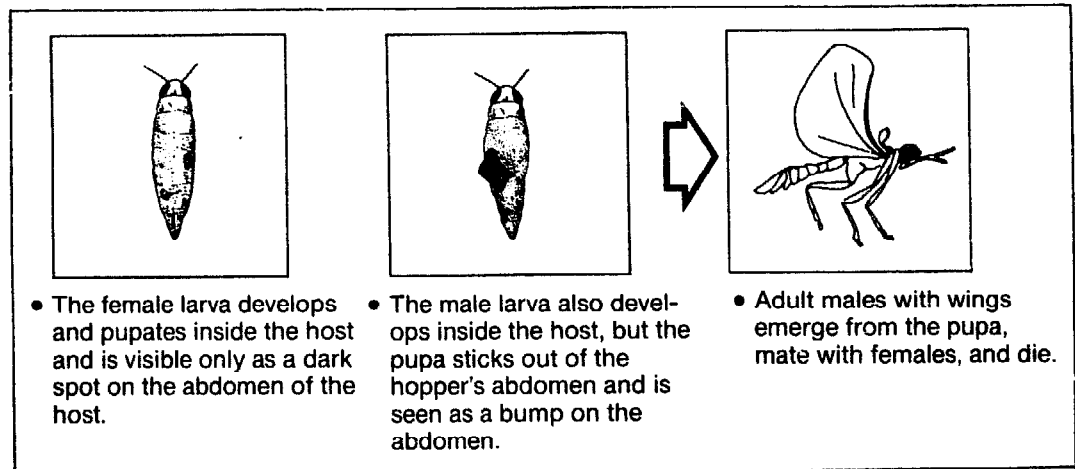 • The female larva develops
and pupates inside the host
and is visible only as a dark
spot on the abdomen of the
host.
• The male larva also devel-
ops inside the host, but the
pupa sticks out of the
hopper's abdomen and is
seen as a bump on the
abdomen.
• Adult males with wings
emerge from the pupa,
mate with females, and die.